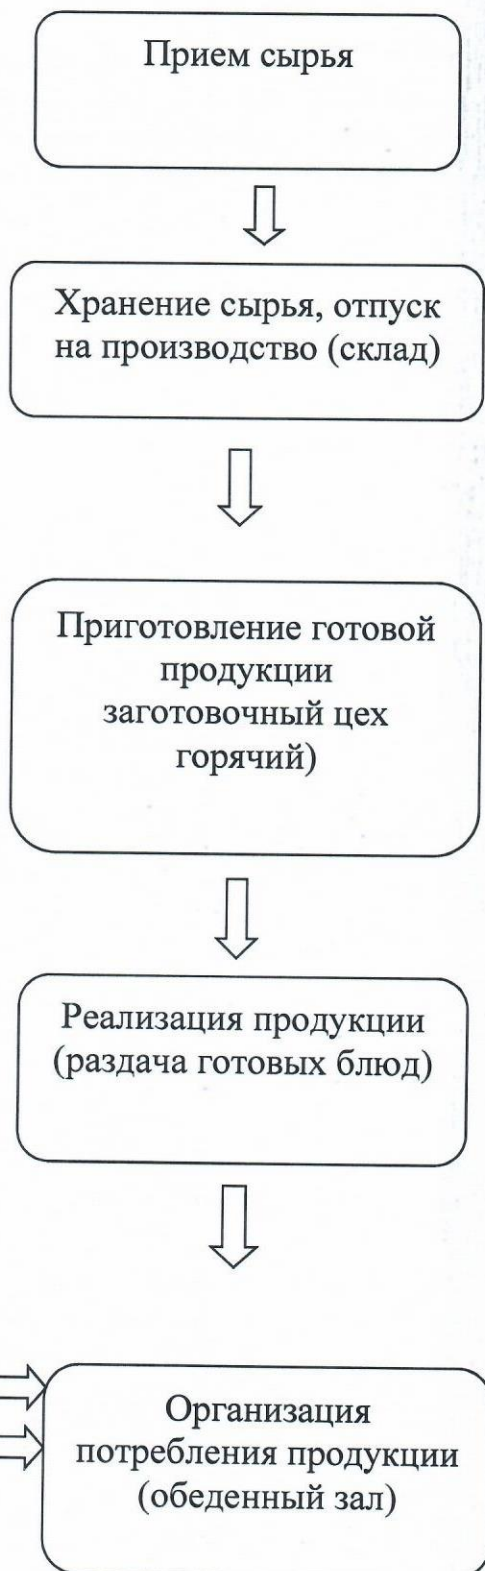 Прием сырья
Хранение сырья, отпуск
на производство (склад)
Приготовление готовой
продукции
заготовочный цех
горячий)
Реализация продукции
(раздача готовых блюд)
Организация
потребления продукции
(обеденный зал)